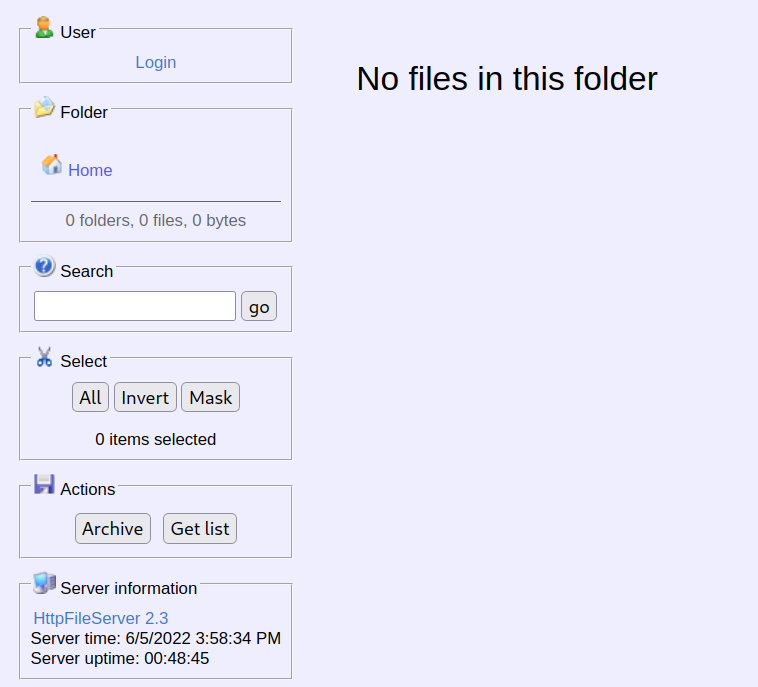 User
Login
No files in this folder
Folder
Home
0 folders, 0 files, 0 bytes
Search
go
Select
All Invert Mask
0 items selected
Actions
Archive Get list
Server information
HttpFileServer 2.3
Server time: 6/5/2022 3:58:34 PM
Server uptime: 00:48:45